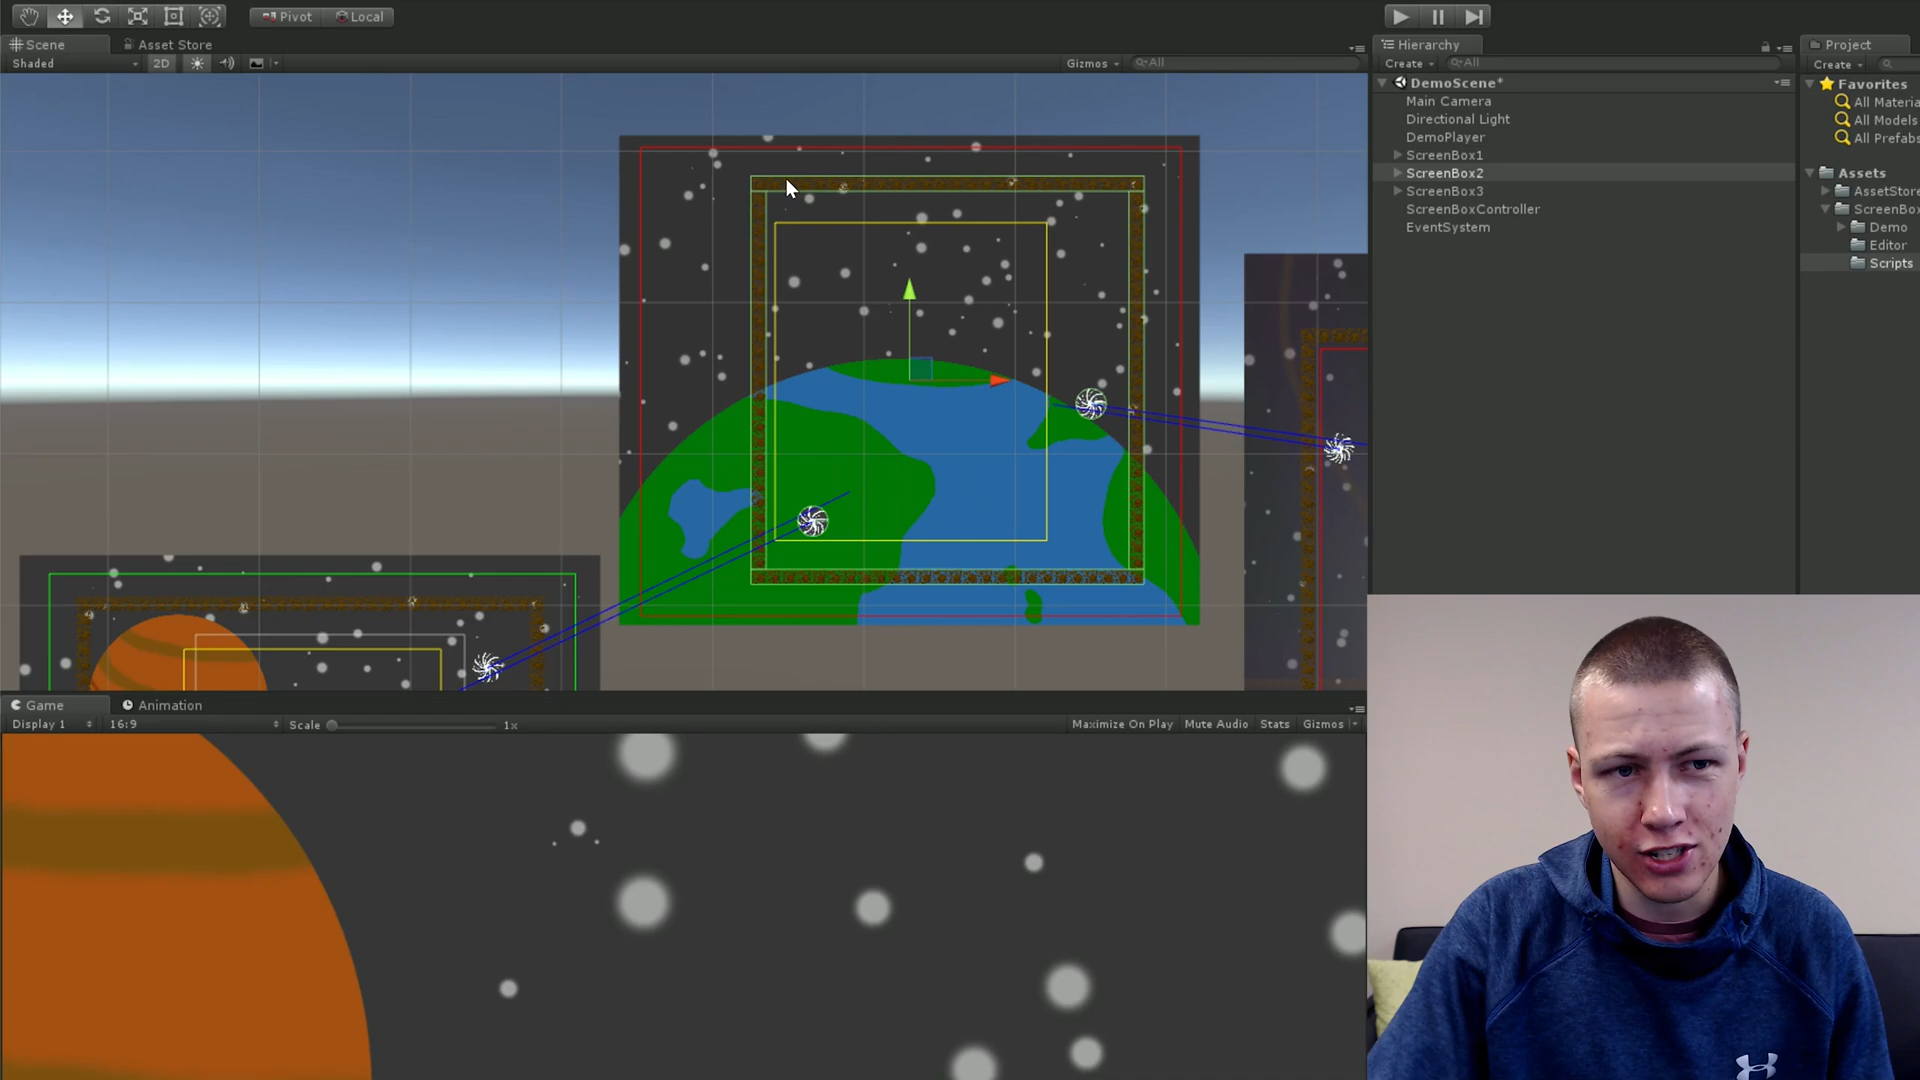 Pivot Local
Scene Asset Store
Shaded 2D Gizmos All
Hierarchy
Create All
DemoScene*
Main Camera
Directional Light
DemoPlayer
ScreenBox1
ScreenBox2
ScreenBox3
ScreenBoxController
EventSystem
Project
Create
Favorites
All Materia
All Models
All Prefabs
Assets
AssetStore
ScreenBox
Demo
Editor
Scripts
Game Animation
Display 1 16:9 Scale 1x Maximize On Play Mute Audio Stats Gizmos